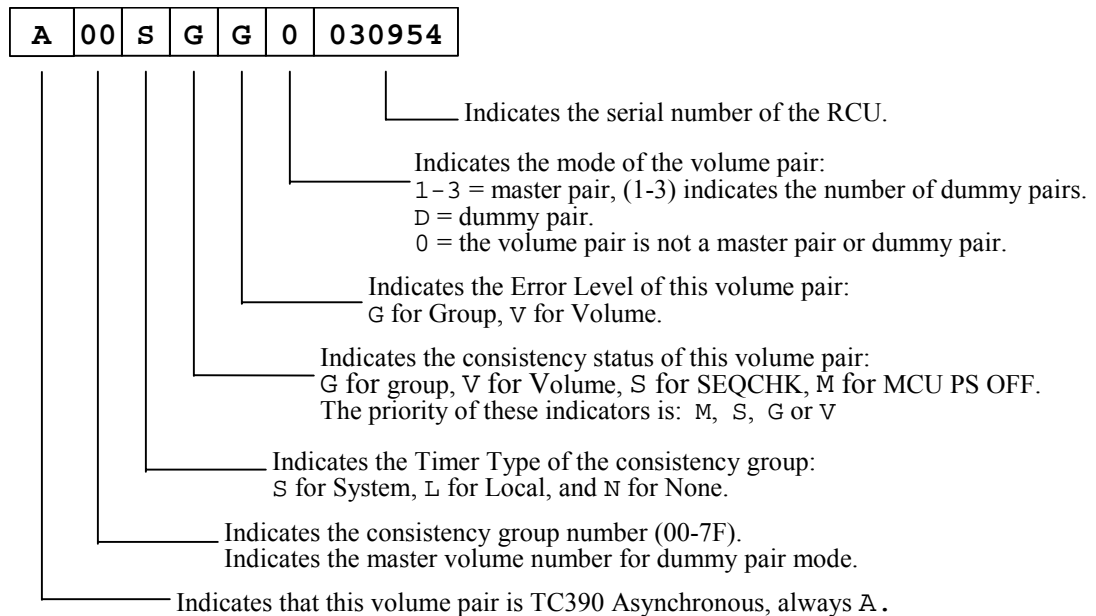 A 00 S G G 0 030954
Indicates the serial number of the RCU.
Indicates the mode of the volume pair:
1-3 = master pair, (1-3) indicates the number of dummy pairs.
D = dummy pair.
0 = the volume pair is not a master pair or dummy pair.
Indicates the Error Level of this volume pair:
G for Group, V for Volume.
Indicates the consistency status of this volume pair:
G for group, V for Volume, S for SEQCHK, M for MCU PS OFF.
The priority of these indicators is: M, S, G or V
Indicates the Timer Type of the consistency group:
S for System, L for Local, and N for None.
Indicates the consistency group number (00-7F).
Indicates the master volume number for dummy pair mode.
Indicates that this volume pair is TC390 Asynchronous, always A.